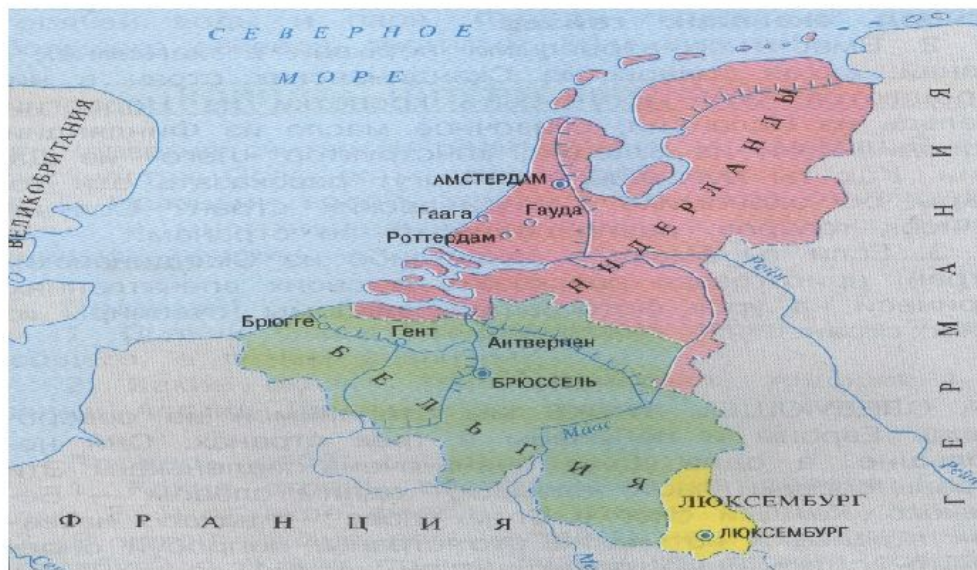 СЕВЕРНОЕ
МОРЕ
ВЕЛИКОБРИТАНИЯ
НИДЕРЛАНДЫ
АМСТЕРДАМ
Гаага
Гауда
Роттердам
Рейн
ГЕРМАНИЯ
Брюгге
Гент
Антверпен
БЕЛЬГИЯ
БРЮССЕЛЬ
Маас
Рейн
ЛЮКСЕМБУРГ
ЛЮКСЕМБУРГ
ФРАНЦИЯ